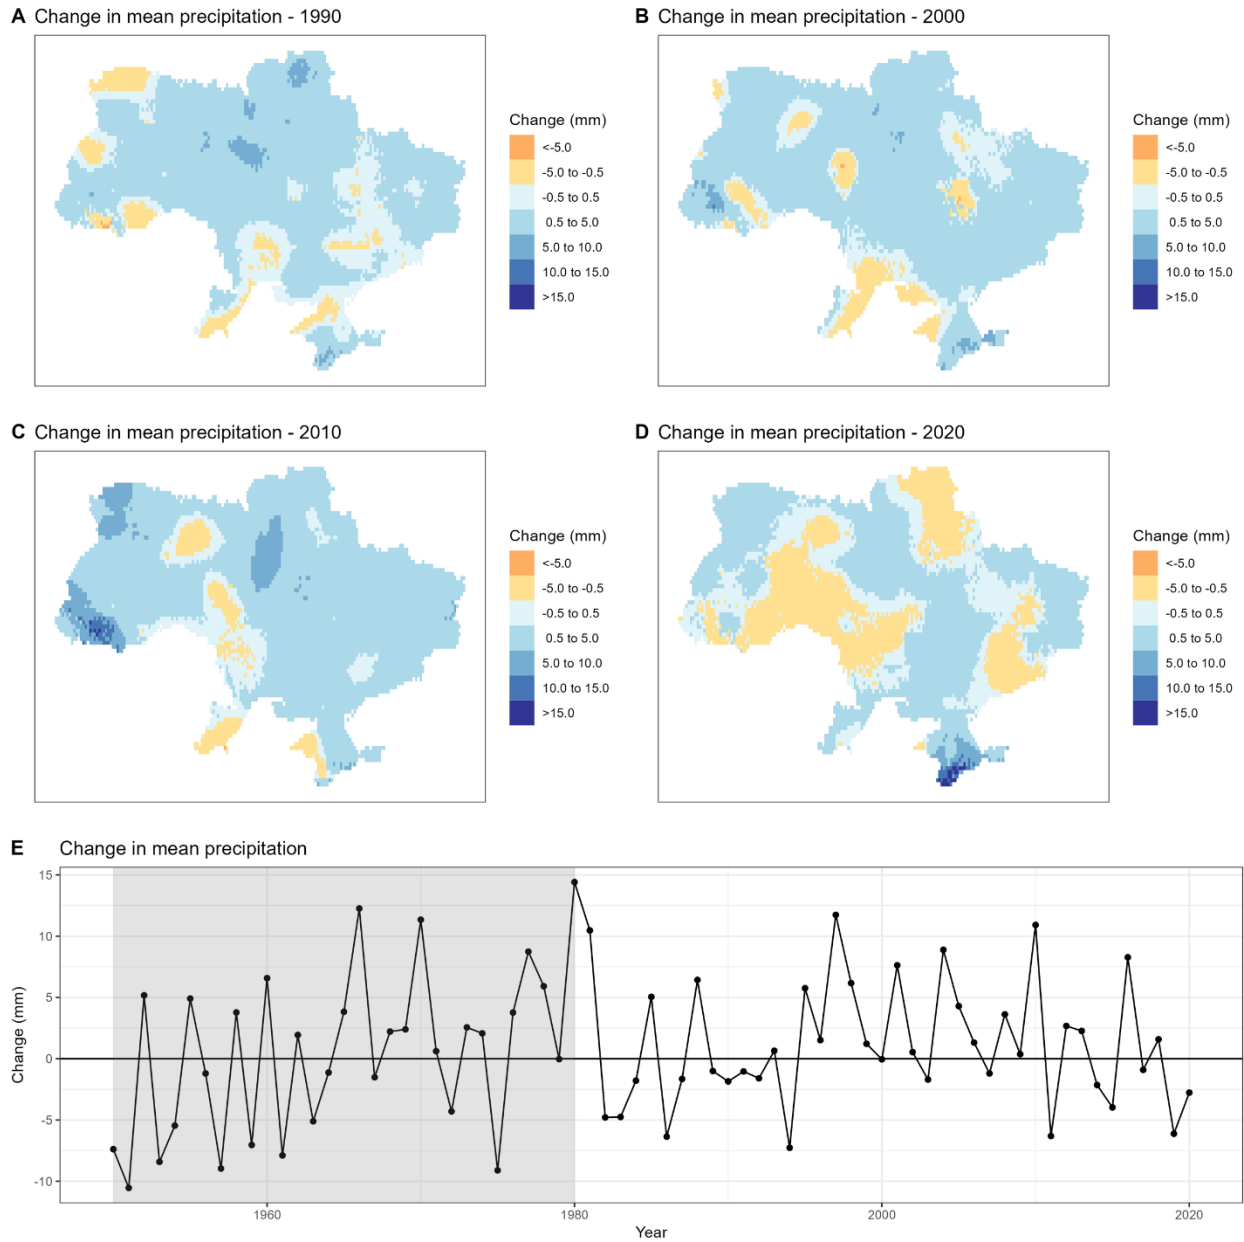 A Change in mean precipitation - 1990
Change (mm)
<-5.0
-5.0 to -0.5
-0.5 to 0.5
0.5 to 5.0
5.0 to 10.0
10.0 to 15.0
>15.0
B Change in mean precipitation - 2000
Change (mm)
<-5.0
-5.0 to -0.5
-0.5 to 0.5
0.5 to 5.0
5.0 to 10.0
10.0 to 15.0
>15.0
C Change in mean precipitation - 2010
Change (mm)
<-5.0
-5.0 to -0.5
-0.5 to 0.5
0.5 to 5.0
5.0 to 10.0
10.0 to 15.0
>15.0
D Change in mean precipitation - 2020
Change (mm)
<-5.0
-5.0 to -0.5
-0.5 to 0.5
0.5 to 5.0
5.0 to 10.0
10.0 to 15.0
>15.0
E Change in mean precipitation
Change (mm)
15
10
5
0
-5
-10
1960 1980 2000 2020
Year